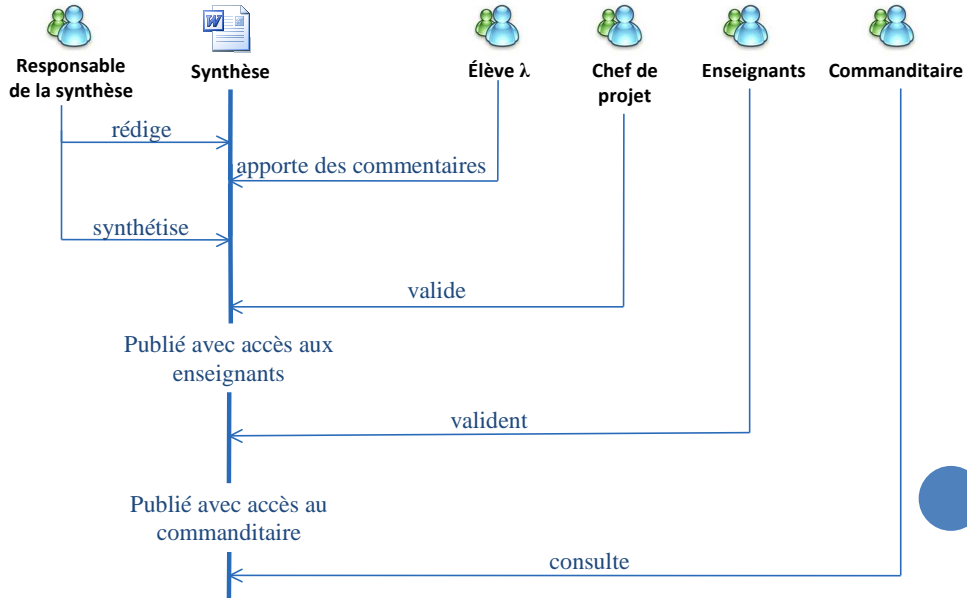 Responsable
de la synthèse
Synthèse
Élève λ
Chef de
projet
Enseignants
Commanditaire
rédige
apporte des commentaires
synthétise
valide
Publié avec accès aux
enseignants
valident
Publié avec accès au
commanditaire
consulte